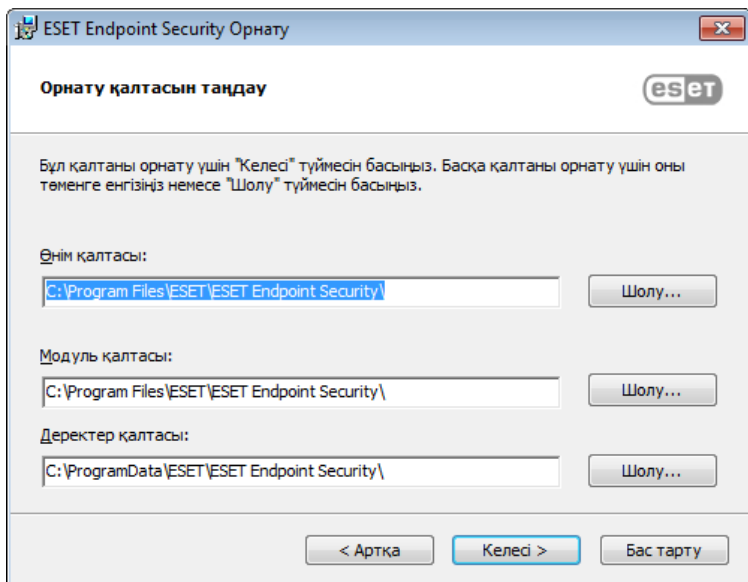 ESET Endpoint Security Орнату
Орнату қалтасын таңдау
eseT
Бұл қалтаны орнату үшін "Келесі" түймесін басыңыз. Басқа қалтаны орнату үшін оны
төменге енгізіңіз немесе "Шолу" түймесін басыңыз.
Өнім қалтасы:
C:\Program Files\ESET\ESET Endpoint Security\
Шолу...
Модуль қалтасы:
C:\Program Files\ESET\ESET Endpoint Security\
Шолу...
Деректер қалтасы:
C:\ProgramData\ESET\ESET Endpoint Security\
Шолу...
< Артқа
Келесі >
Бас тарту